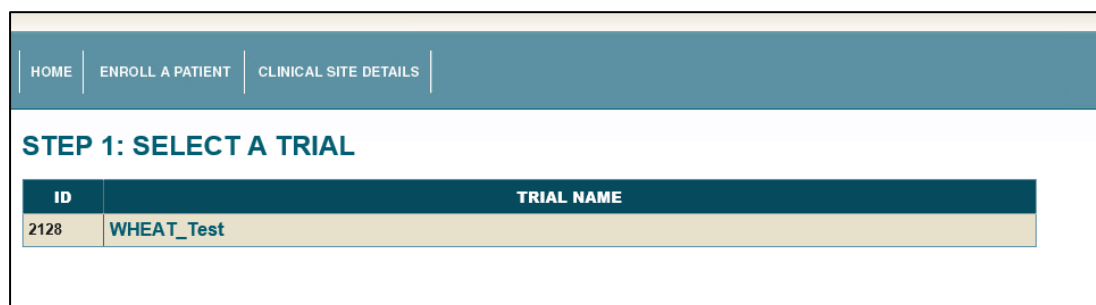 HOME ENROLL A PATIENT CLINICAL SITE DETAILS
STEP 1: SELECT A TRIAL
ID TRIAL NAME
2128 WHEAT_Test